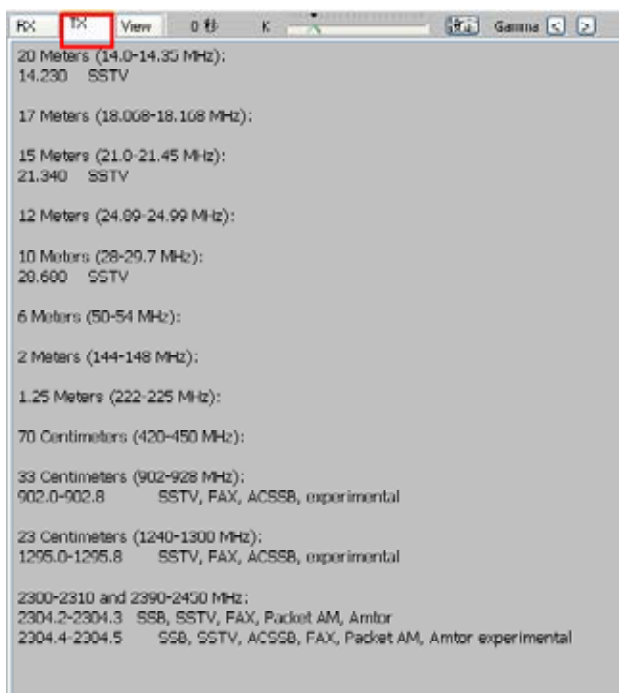 RX TX View 0 秒 K Gamma < >
20 Meters (14.0-14.35 MHz):
14.230 SSTV
17 Meters (18.068-18.168 MHz):
15 Meters (21.0-21.45 MHz):
21.340 SSTV
12 Meters (24.89-24.99 MHz):
10 Meters (28-29.7 MHz):
28.680 SSTV
6 Meters (50-54 MHz):
2 Meters (144-148 MHz):
1.25 Meters (222-225 MHz):
70 Centimeters (420-450 MHz):
33 Centimeters (902-928 MHz):
902.0-902.8 SSTV, FAX, ACSSB, experimental
23 Centimeters (1240-1300 MHz):
1295.0-1295.8 SSTV, FAX, ACSSB, experimental
2300-2310 and 2390-2450 MHz:
2304.2-2304.3 SSB, SSTV, FAX, Packet AM, Amtor
2304.4-2304.5 SSB, SSTV, ACSSB, FAX, Packet AM, Amtor experimental